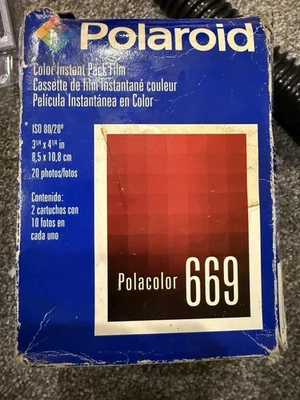 Polaroid
Color Instant Pack Film
Cassette de film instantané couleur
Película Instantánea en Color
ISO 80/20°
3¼ x 4¼ in
8,5 x 10,8 cm
20 photos/fotos
Contenido:
2 cartuchos con
10 fotos en
cada uno
Polacolor 669